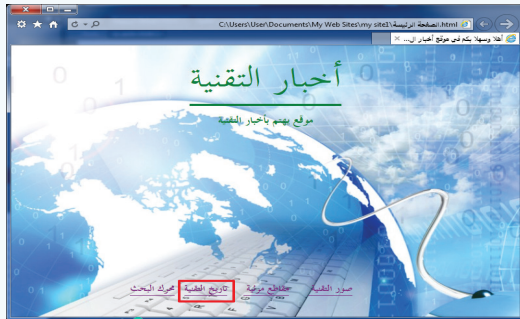 C:\Users\User\Documents\My Web Sites\my site1\الصفحة الرئيسة.html
أهلا وسهلا بكم في موقع أخبار ال...
أخبار التقنية
موقع يهتم بأخبار التقنية
صور التقنية مقاطع مرئية تاريخ التقنية محرك البحث